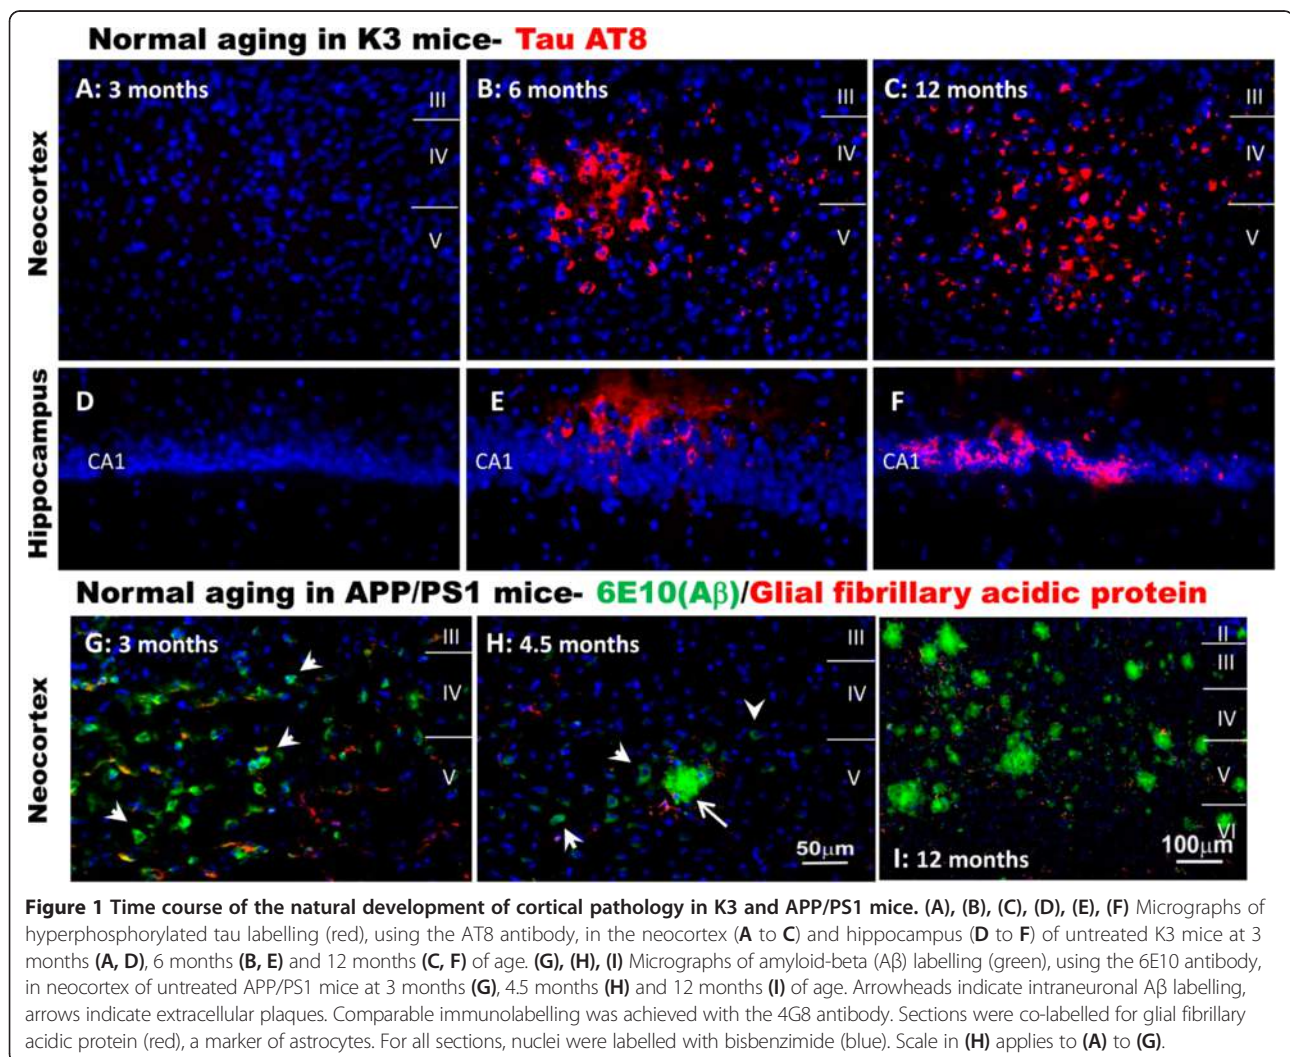 Normal aging in K3 mice- Tau AT8
Neocortex
A: 3 months
III
IV
V
B: 6 months
III
IV
V
C: 12 months
III
IV
V
Hippocampus
D
CA1
E
CA1
F
CA1
Normal aging in APP/PS1 mice- 6E10(Aβ)/Glial fibrillary acidic protein
Neocortex
G: 3 months
III
IV
V
H: 4.5 months
III
IV
V
50μm
II
III
IV
V
VI
100μm
I: 12 months
Figure 1 Time course of the natural development of cortical pathology in K3 and APP/PS1 mice. (A), (B), (C), (D), (E), (F) Micrographs of
hyperphosphorylated tau labelling (red), using the AT8 antibody, in the neocortex (A to C) and hippocampus (D to F) of untreated K3 mice at 3
months (A, D), 6 months (B, E) and 12 months (C, F) of age. (G), (H), (I) Micrographs of amyloid-beta (Aβ) labelling (green), using the 6E10 antibody,
in neocortex of untreated APP/PS1 mice at 3 months (G), 4.5 months (H) and 12 months (I) of age. Arrowheads indicate intraneuronal Aβ labelling,
arrows indicate extracellular plaques. Comparable immunolabelling was achieved with the 4G8 antibody. Sections were co-labelled for glial fibrillary
acidic protein (red), a marker of astrocytes. For all sections, nuclei were labelled with bisbenzimide (blue). Scale in (H) applies to (A) to (G).